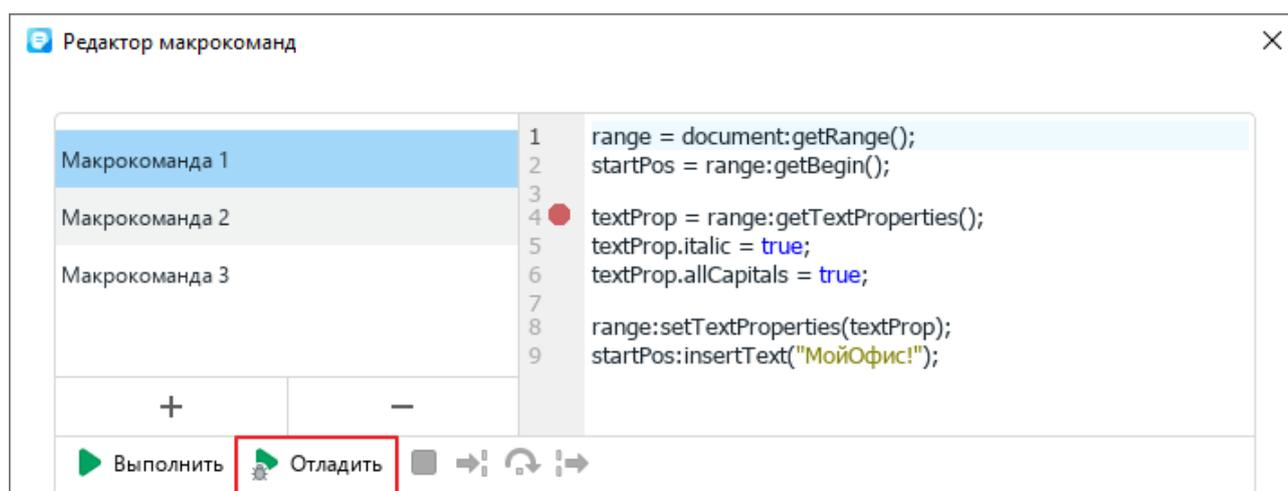 Редактор макрокоманд
Макрокоманда 1
Макрокоманда 2
Макрокоманда 3
1 range = document:getRange();
2 startPos = range:getBegin();
3
4 textProp = range:getTextProperties();
5 textProp.italic = true;
6 textProp.allCapitals = true;
7
8 range:setTextProperties(textProp);
9 startPos:insertText("МойОфис!");
+ −
Выполнить Отладить